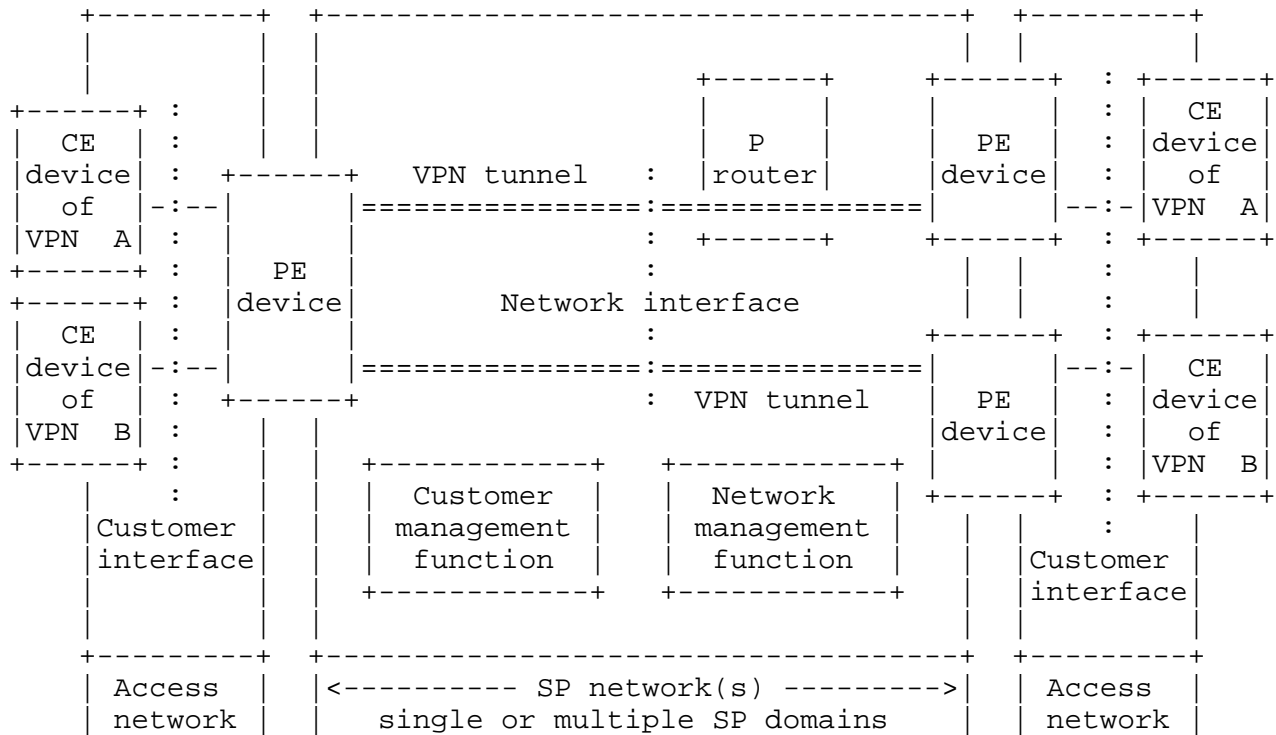 CE
device
of
VPN A
PE
device
VPN tunnel
P
router
PE
device
CE
device
of
VPN A
Network interface
CE
device
of
VPN B
VPN tunnel
PE
device
CE
device
of
VPN B
Customer
interface
Customer
management
function
Network
management
function
Customer
interface
Access
network
<---------- SP network(s) --------->
single or multiple SP domains
Access
network